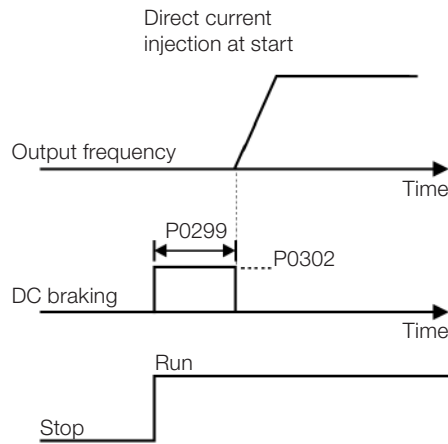 Direct current
injection at start
Output frequency
Time
P0299
P0302
DC braking
Time
Run
Stop